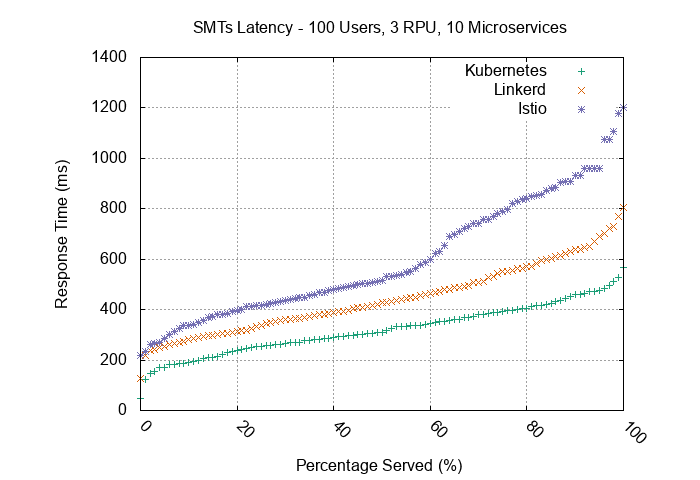 SMTs Latency - 100 Users, 3 RPU, 10 Microservices
1400
1200
1000
800
600
400
200
0
Response Time (ms)
Kubernetes
Linkerd
Istio
0
20
40
60
80
100
Percentage Served (%)